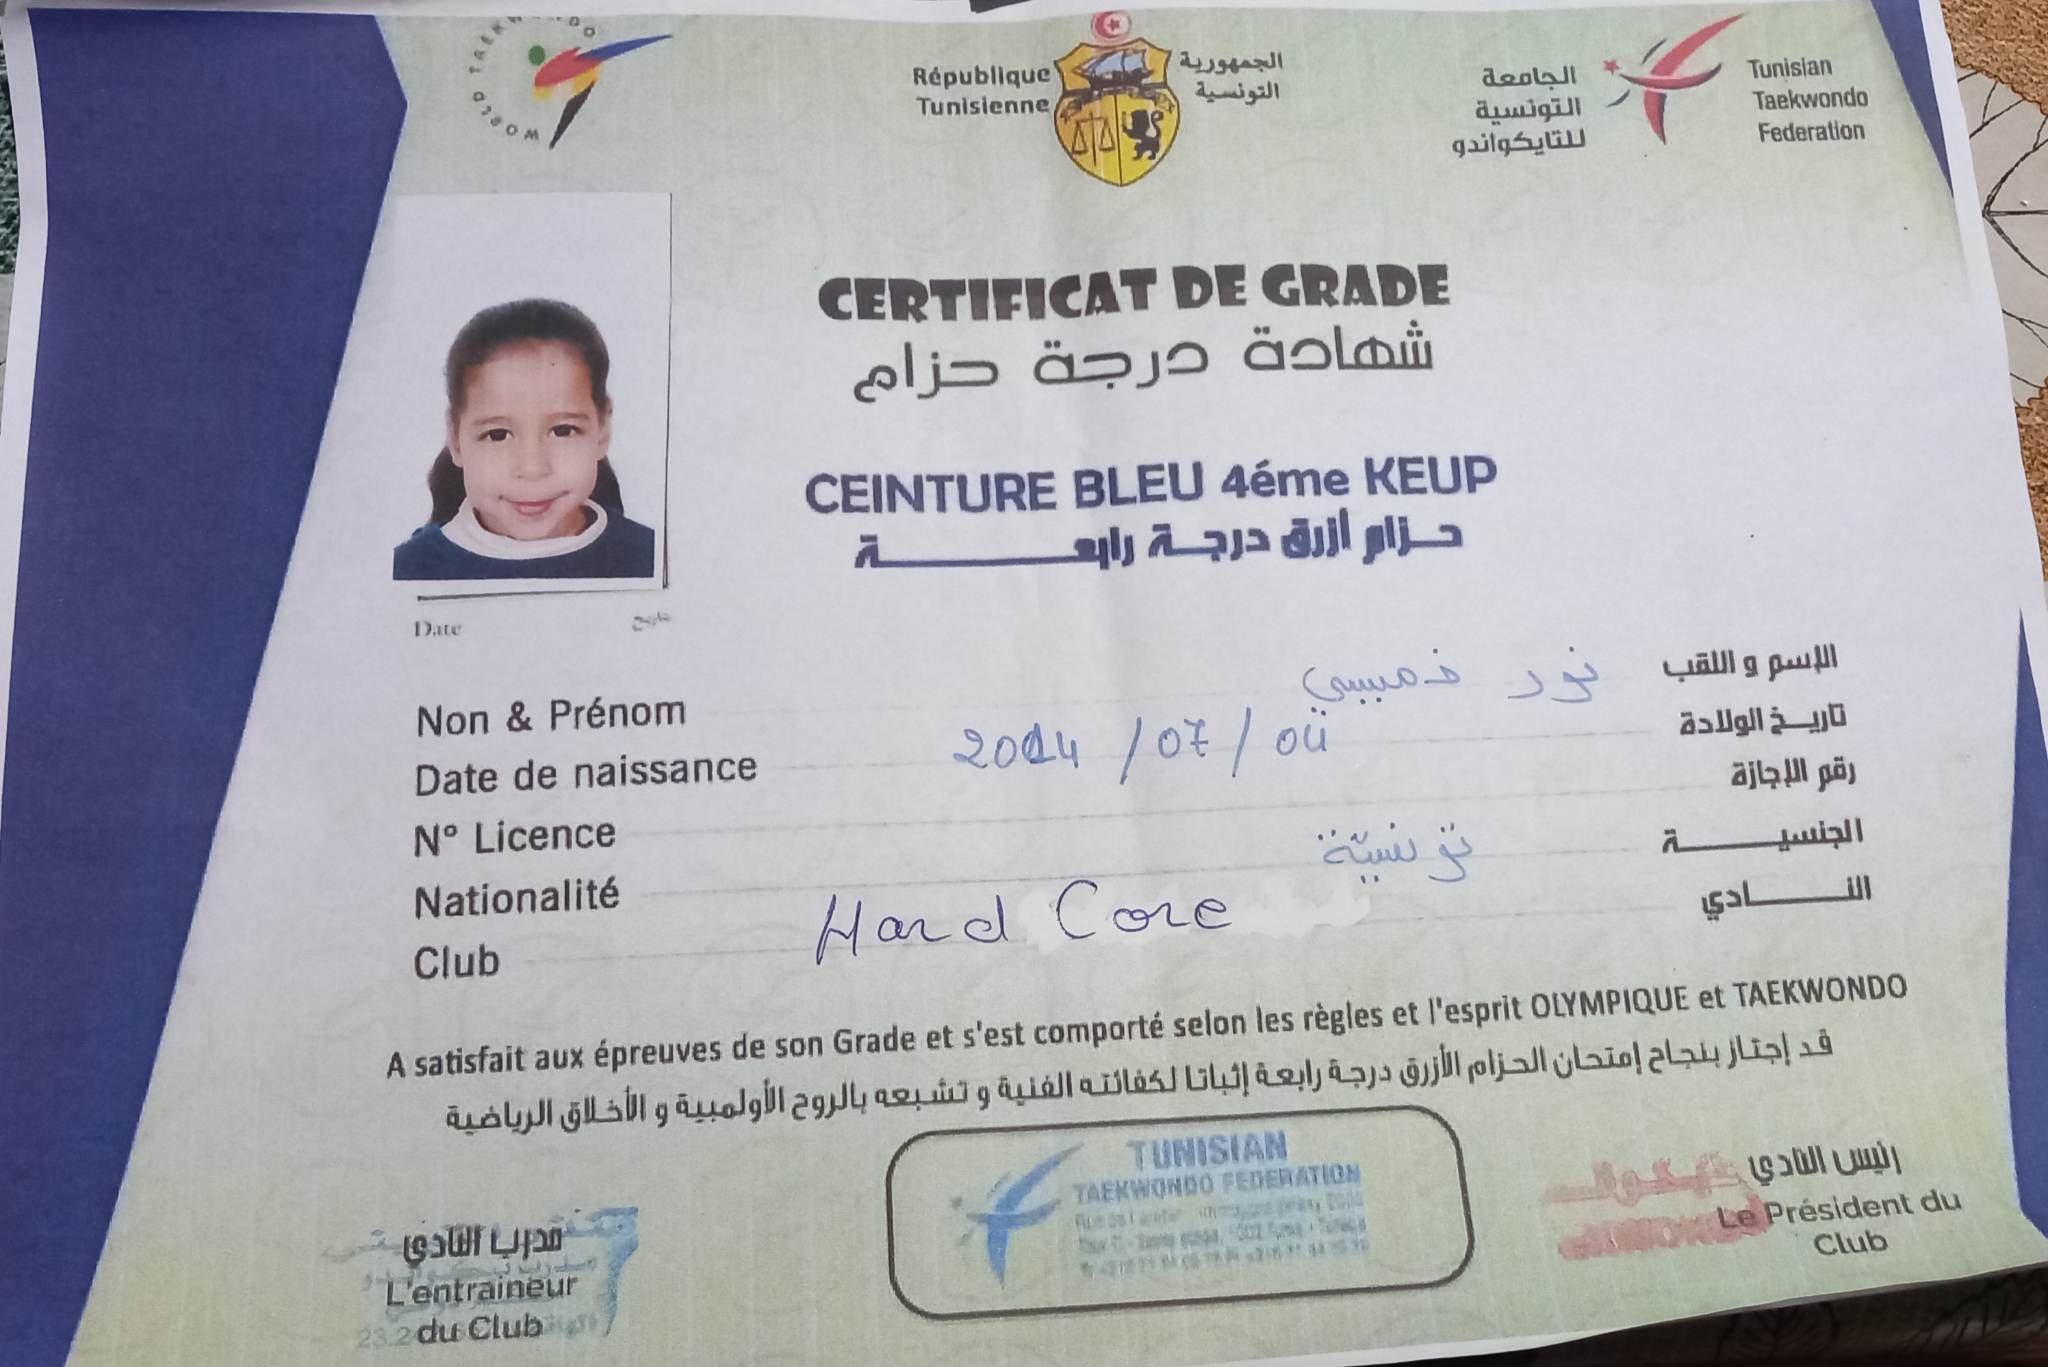 WORLD TAEKWONDO
République
Tunisienne
الجمهورية
التونسية
الجامعة
التونسية
للتايكواندو
Tunisian
Taekwondo
Federation
CERTIFICAT DE GRADE
شهادة درجة حزام
CEINTURE BLEU 4éme KEUP
حزام أزرق درجة رابعة
Date
Non & Prénom نور خميسي الإسم و اللقب
Date de naissance 2014 /07/ 04 تاريخ الولادة
N° Licence رقم الإجازة
Nationalité تونسيّة الجنسية
Club Hard Core النادي
A satisfait aux épreuves de son Grade et s'est comporté selon les règles et l'esprit OLYMPIQUE et TAEKWONDO
قد إجتاز بنجاح إمتحان الحزام الأزرق درجة رابعة إثباتا لكفائته الفنية و تشبعه بالروح الأولمبية و الأخلاق الرياضية
مدرب النادي
L'entraineur
du Club
TUNISIAN
TAEKWONDO FEDERATION
رئيس النادي
Le Président du
Club